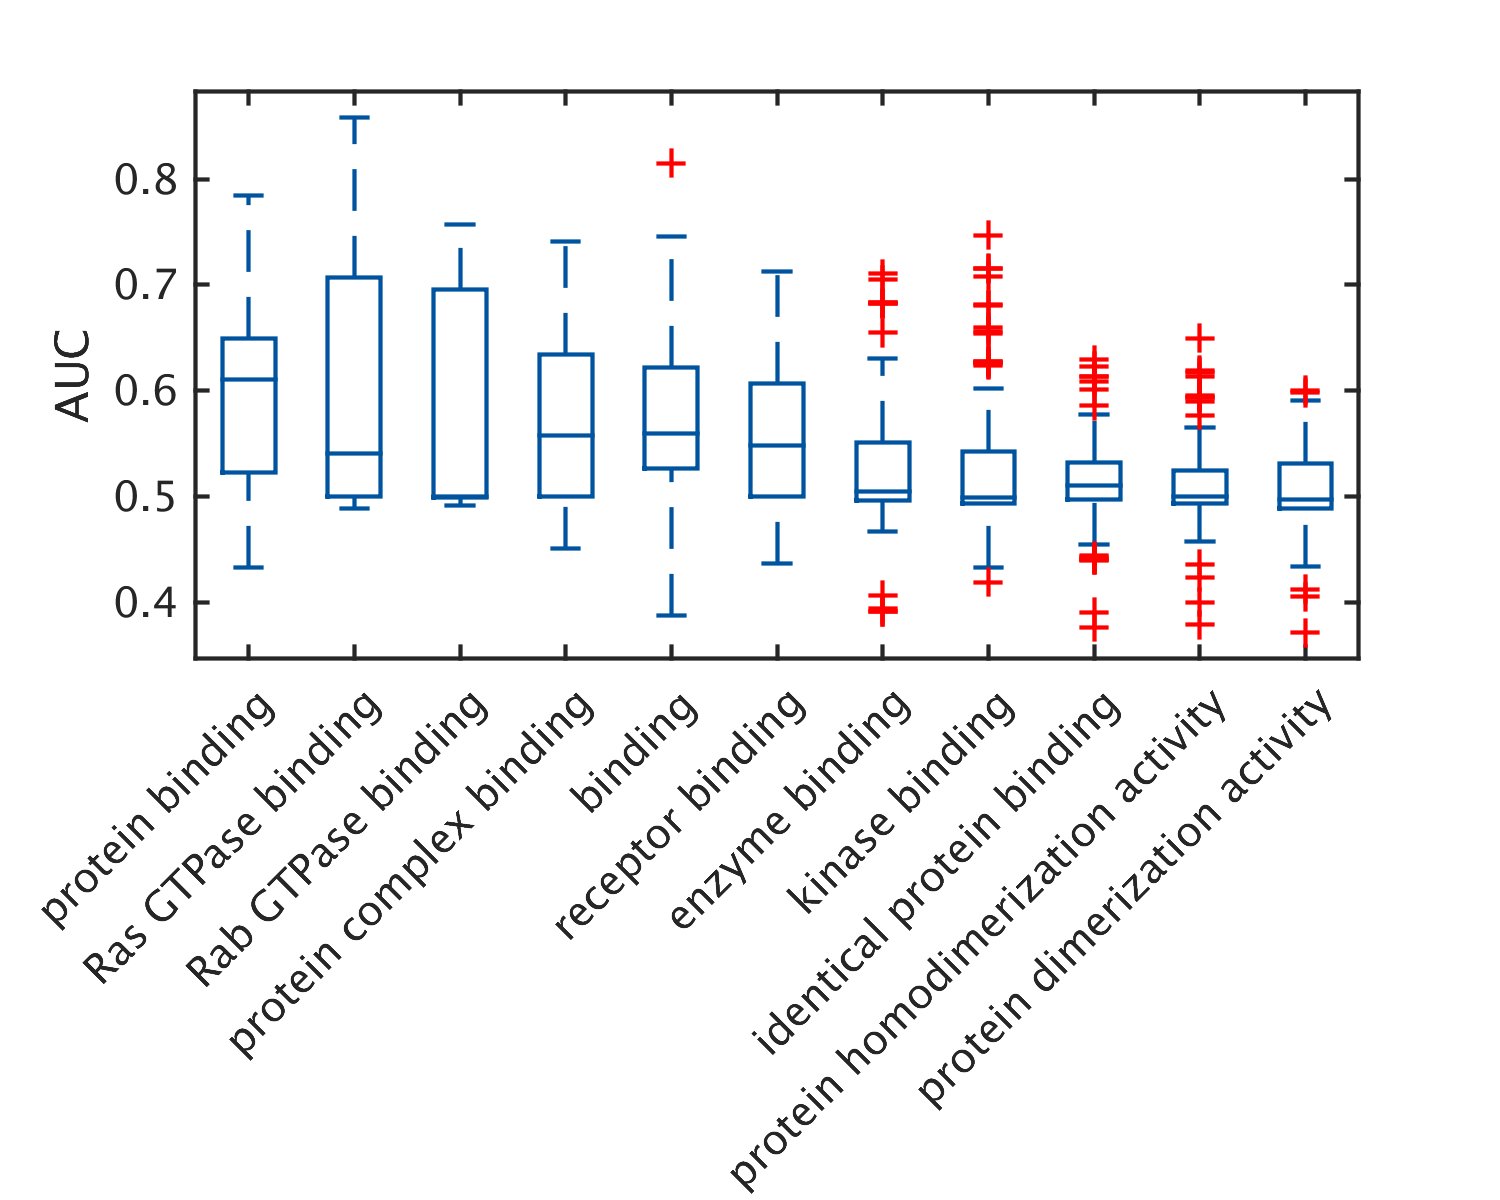 AUC
0.8
0.7
0.6
0.5
0.4
protein binding
Ras GTPase binding
Rab GTPase binding
protein complex binding
binding
receptor binding
enzyme binding
kinase binding
identical protein binding
protein homodimerization activity
protein dimerization activity